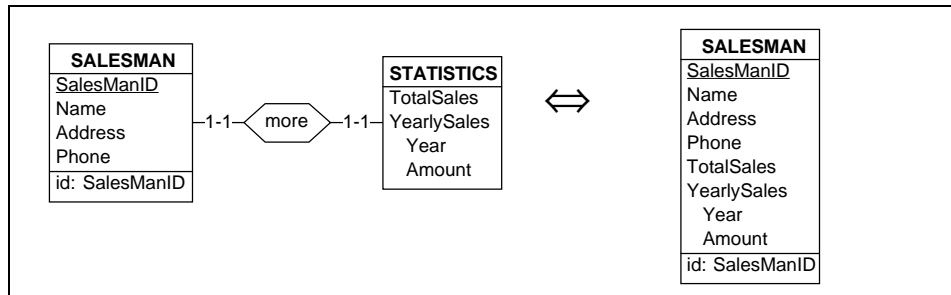 SALESMAN
SalesManID
Name
Address
Phone
id: SalesManID
1-1
more
1-1
STATISTICS
TotalSales
YearlySales
Year
Amount
⇔
SALESMAN
SalesManID
Name
Address
Phone
TotalSales
YearlySales
Year
Amount
id: SalesManID